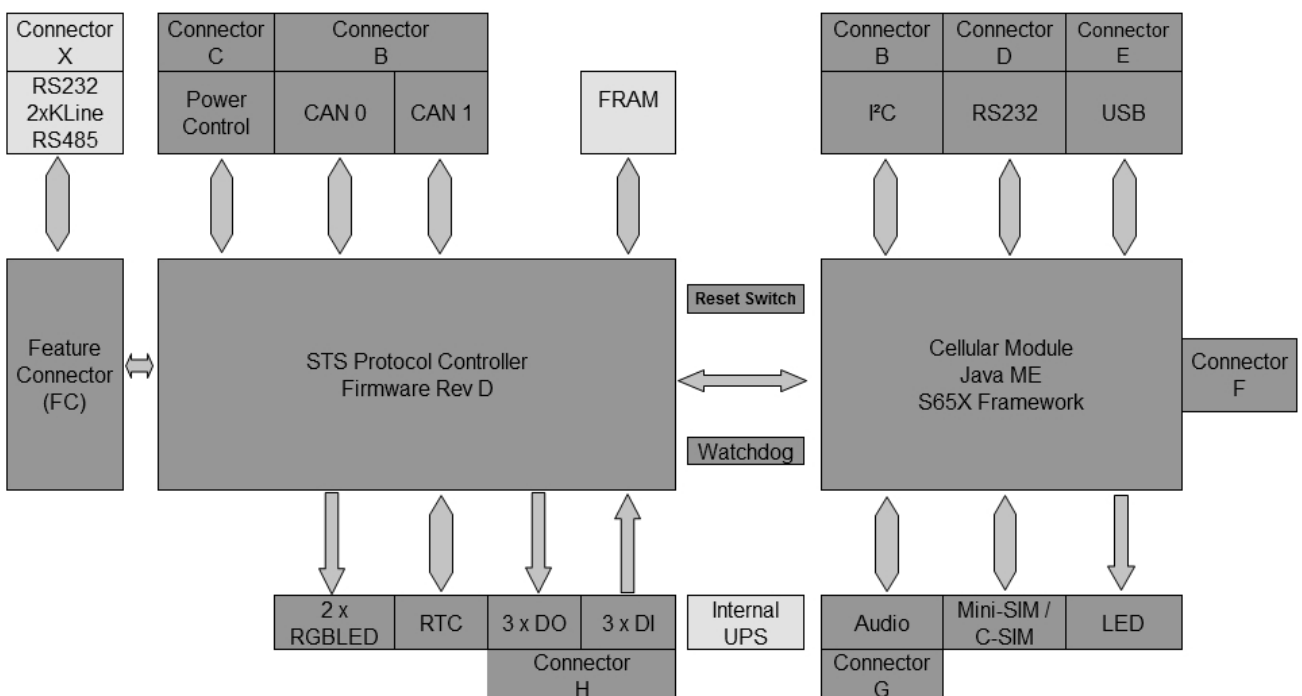 Connector
X
RS232
2xKLine
RS485
Connector
C
Power
Control
Connector
B
CAN 0
CAN 1
FRAM
Connector
B
I²C
Connector
D
RS232
Connector
E
USB
Feature
Connector
(FC)
STS Protocol Controller
Firmware Rev D
Reset Switch
Watchdog
Cellular Module
Java ME
S65X Framework
Connector
F
2 x
RGBLED
RTC
3 x DO
3 x DI
Connector
H
Internal
UPS
Audio
Connector
G
Mini-SIM /
C-SIM
LED